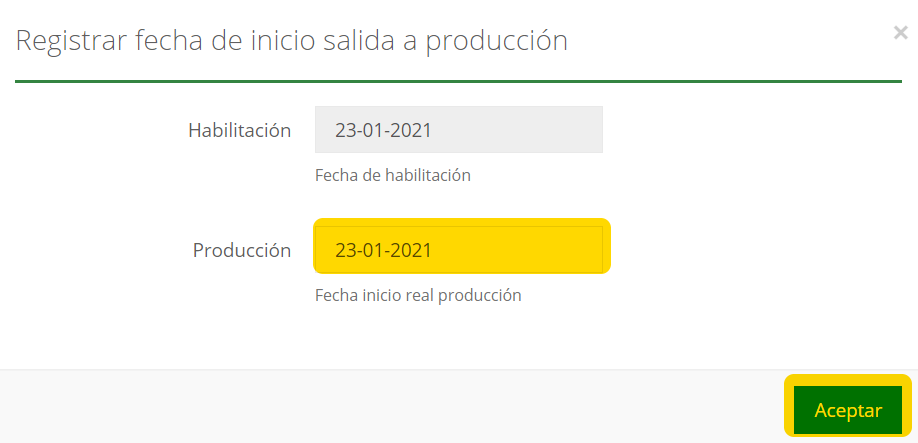 Registrar fecha de inicio salida a producción ×
Habilitación 23-01-2021
Fecha de habilitación
Producción 23-01-2021
Fecha inicio real producción
Aceptar